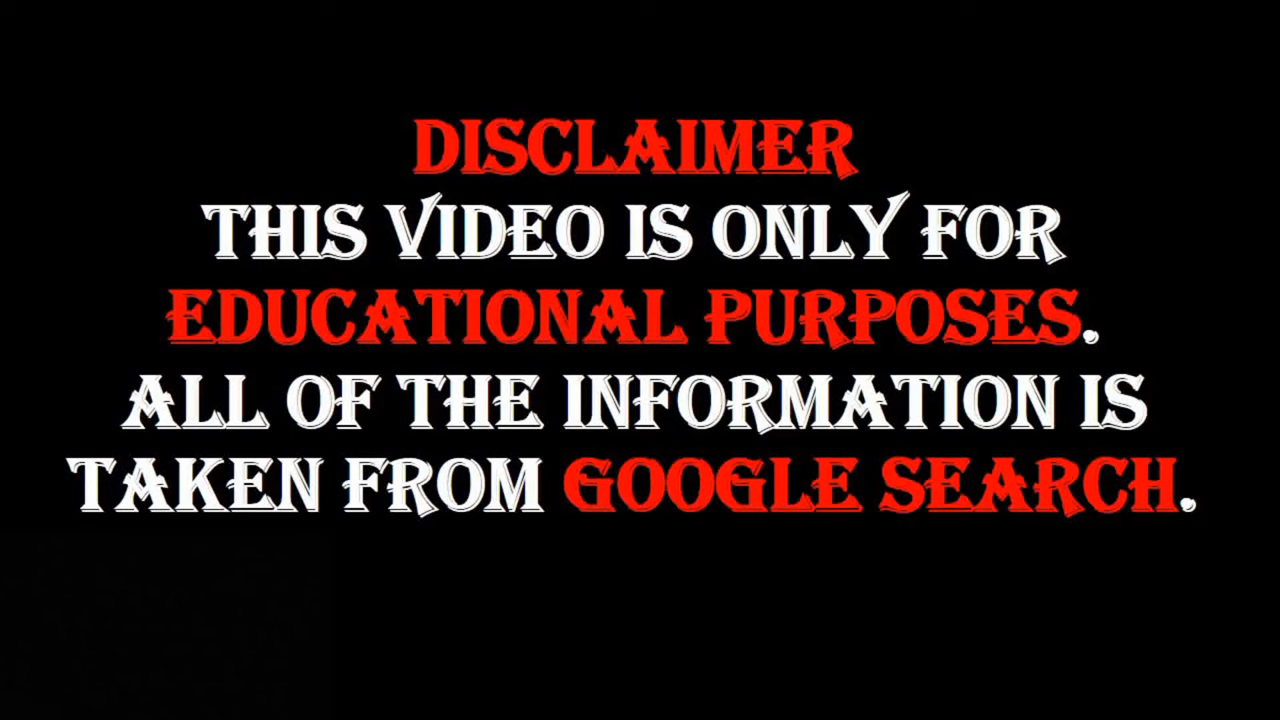 DISCLAIMER
THIS VIDEO IS ONLY FOR
EDUCATIONAL PURPOSES.
ALL OF THE INFORMATION IS
TAKEN FROM GOOGLE SEARCH.